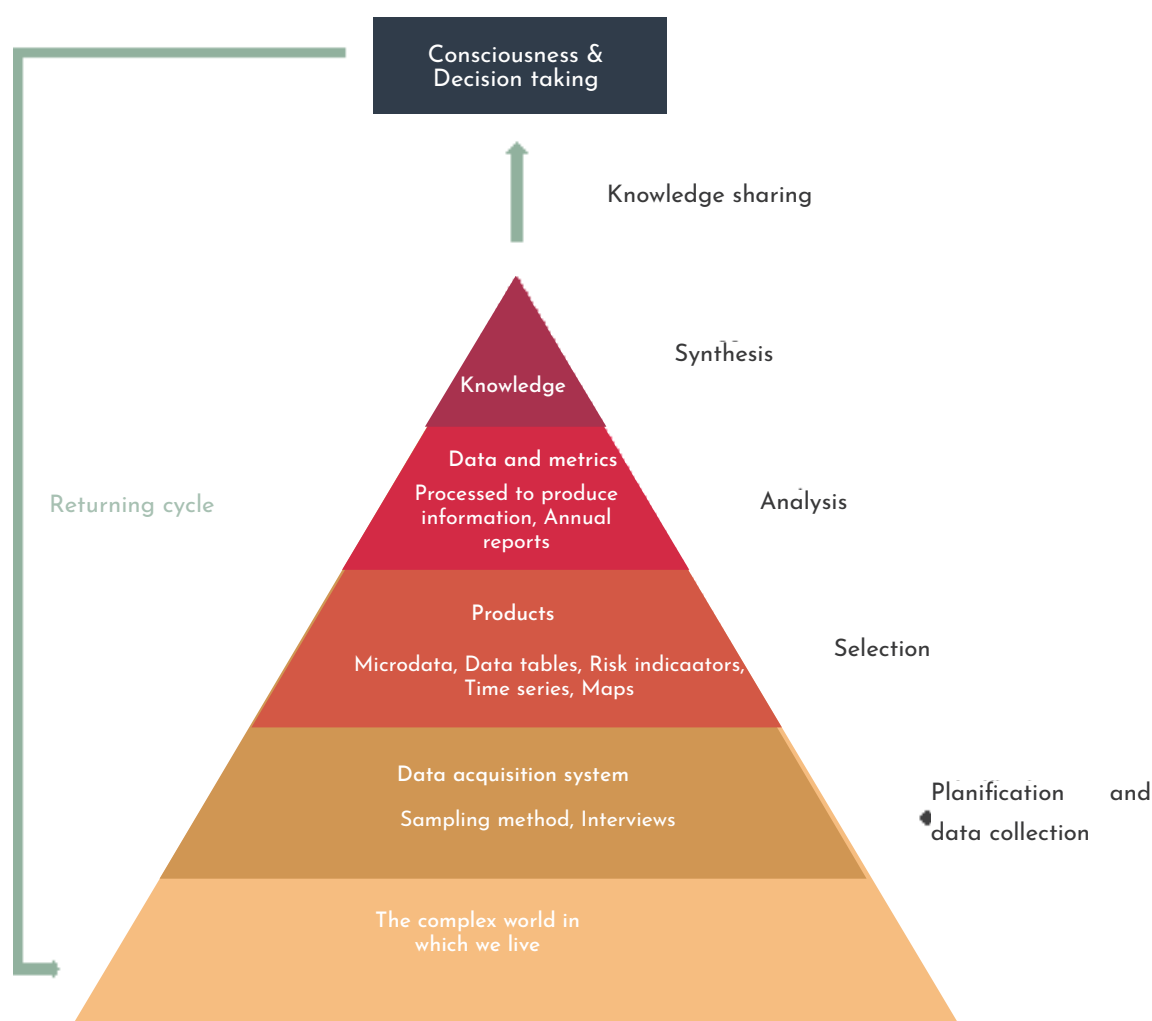 Consciousness &
Decision taking
Knowledge sharing
Synthesis
Knowledge
Data and metrics
Processed to produce
information, Annual
reports
Analysis
Returning cycle
Products
Selection
Microdata, Data tables, Risk indicaators,
Time series, Maps
Data acquisition system
Sampling method, Interviews
Planification and
data collection
The complex world in
which we live